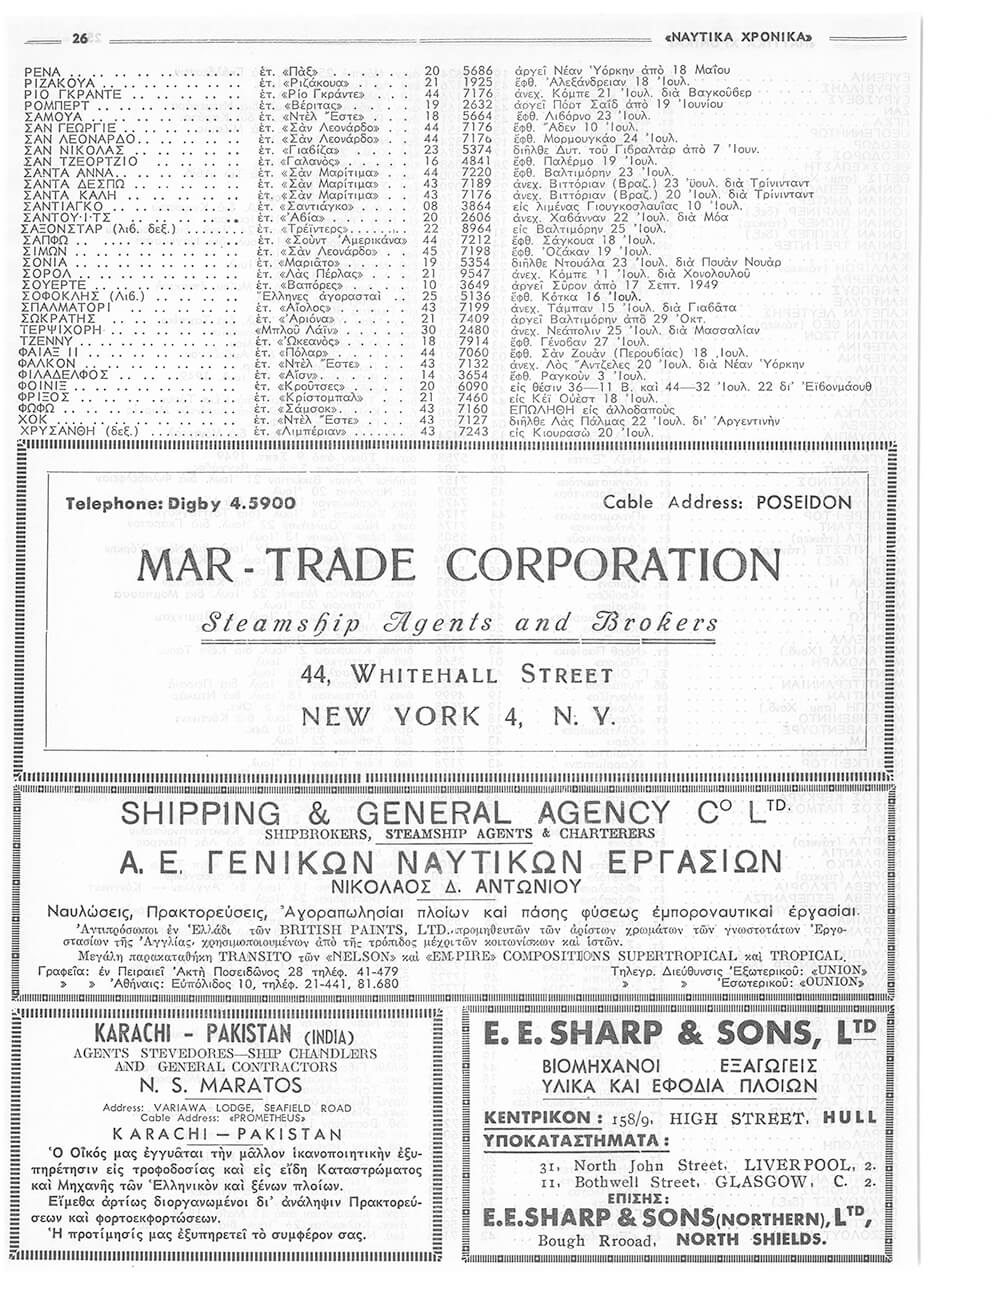 26 «ΝΑΥΤΙΚΑ ΧΡΟΝΙΚΑ»
ΡΕΝΑ .. .. .. .. .. .. .. ἑτ. «Πὰξ» . . . . . 20 5686 ἀργεῖ Νέαν Ὑόρκην ἀπὸ 18 Μαΐου
ΡΙΖΑΚΟΥΑ .. .. .. .. .. .. ἑτ. «Ριζάκουα» . . . 21 1925 ἔφθ. Ἀλεξάνδριαν 18 Ἰουλ.
ΡΙΟ ΓΚΡΑΝΤΕ .. .. .. .. .. ἑτ. «Ρίο Γκράντε» . . 44 7176 ἀνεχ. Κόμπε 21 Ἰουλ. διὰ Βαγκοῦβερ
ΡΟΜΠΕΡΤ .. .. .. .. .. .. ἑτ. «Βέριτας» . . . 19 2632 ἀργεῖ Πόρτ Σαΐδ ἀπὸ 19 Ἰουνίου
ΣΑΜΟΥΑ .. .. .. .. .. .. ἑτ. «Ντὲλ Ἔστε» . . . 18 5664 ἔφθ. Λιβόρνο 23 Ἰουλ.
ΣΑΝ ΓΕΩΡΓΙΕ .. .. .. .. .. ἑτ. «Σὰν Λεονάρδο» . . 44 7176 ἔφθ. Ἄδεν 10 Ἰουλ.
ΣΑΝ ΛΕΟΝΑΡΔΟ.. .. .. .. .. ἑτ. «Σὰν Λεονάρδο» . . 44 7176 ἔφθ. Μορμουγκάο 24 Ἰουλ.
ΣΑΝ ΝΙΚΟΛΑΣ .. .. .. .. .. ἑτ. «Γιαβίζα» . . . 23 5374 διῆλθε Δυτ. τοῦ Γιβραλτὰρ ἀπὸ 7 Ἰουν.
ΣΑΝ ΤΖΕΟΡΤΖΙΟ .. .. .. .. ἑτ. «Γαλανὸς» . . . 16 4841 ἔφθ. Παλέρμο 19 Ἰουλ.
ΣΑΝΤΑ ΑΝΝΑ.. .. .. .. .. ἑτ. «Σὰν Μαρίτιμα» . . 44 7220 ἔφθ. Βαλτιμόρην 23 Ἰουλ.
ΣΑΝΤΑ ΔΕΣΠΩ .. .. .. .. .. ἑτ. «Σὰν Μαρίτιμα» . . 43 7189 ἀνεχ. Βιττόριαν (Βραζ.) 23 Ἰουλ. διὰ Τρίνινταντ
ΣΑΝΤΑ ΚΑΛΗ .. .. .. .. .. ἑτ. «Σὰν Μαρίτιμα» . . 43 7176 ἀνεχ. Βιττόριαν (Βραζ.) 20 Ἰουλ. διὰ Τρίνινταντ
ΣΑΝΤΙΑΓΚΟ .. .. .. .. .. .. ἑτ. «Σαντιάγκο» . . . 08 3864 εἰς λιμένας Γιουγκοσλαυΐας 10 Ἰουλ.
ΣΑΝΤΟΥ·Ι·ΤΣ .. .. .. .. .. ἑτ. «Ἀβία» . . . . 20 2606 ἀνεχ. Χαβάνναν 22 Ἰουλ. διὰ Μόα
ΣΑΞΟΝΣΤΑΡ (λιβ. δεξ.) ....... ἑτ. «Τρέϊντερς» . . . 22 8964 εἰς Βαλτιμόρην 25 Ἰουλ.
ΣΑΠΦΩ .. .. .. .. .. .. ἑτ. «Σοὺντ Ἀμερικάνα» 44 7212 ἔφθ. Σάγκουα 18 Ἰουλ.
ΣΙΜΩΝ .. .. .. .. .. .. ἑτ. «Σὰν Λεονάρδο» . . 45 7198 ἔφθ. Ὀζάκαν 19 Ἰουλ.
ΣΟΝΙΑ .. .. .. .. .. .. ἑτ. «Μαριάτο» . . . 19 5354 διῆλθε Ντουάλα 23 Ἰουλ. διὰ Πουὰν Νουὰρ
ΣΟΡΟΛ .. .. .. .. .. .. ἑτ. «Λὰς Πέρλας» . . 21 9547 ἀνεχ. Κόμπε 11 Ἰουλ. διὰ Χονολουλοῦ
ΣΟΥΕΡΤΕ .. .. .. .. .. .. ἑτ. «Βαπόρες» . . . 10 3649 ἀργεῖ Σῦρον ἀπὸ 17 Σεπτ. 1949
ΣΟΦΟΚΛΗΣ (Λιβ.) ........... Ἕλληνες ἀγορασταὶ . . 25 5136 ἔφθ. Κότκα 16 Ἰουλ.
ΣΠΑΛΜΑΤΟΡΙ .. .. .. .. .. ἑτ. «Αἴολος» . . . 43 7199 ἀνεχ. Τάμπαν 15 Ἰουλ. διὰ Γιαβᾶτα
ΣΩΚΡΑΤΗΣ .. .. .. .. .. ἑτ. «Ἀριόνα» . . . 21 7409 ἀργεῖ Βαλτιμόρην ἀπὸ 29 Ὀκτ.
ΤΕΡΨΙΧΟΡΗ .. .. .. .. .. «Μπλοῦ Λάϊν» . . . 30 2480 ἀνεχ. Νεάπολιν 25 Ἰουλ. διὰ Μασσαλίαν
ΤΖΕΝΝΥ .. .. .. .. .. .. ἑτ. «Ὠκεανὸς» . . . 18 7914 ἔφθ. Γένοβαν 27 Ἰουλ.
ΦΑΙΑΞ ΙΙ .. .. .. .. .. .. ἑτ. «Πόλαρ» . . . . 44 7060 ἔφθ. Σὰν Ζουὰν (Περουβίας) 18 Ἰουλ.
ΦΑΛΚΟΝ .. .. .. .. .. .. ἑτ. «Ντὲλ Ἔστε» . . . 43 7132 ἀνεχ. Λὸς Ἄντζελες 20 Ἰουλ. διὰ Νέαν Ὑόρκην
ΦΙΛΑΔΕΛΦΟΣ .. .. .. .. .. ἑτ. «Αἴαν» . . . . 14 3654 ἔφθ. Ραγκοὺν 3 Ἰουλ.
ΦΟΙΝΙΞ .. .. .. .. .. .. ἑτ. «Κροῦτσες» . . . 20 6090 εἰς θέσιν 36—11 Β. καὶ 44—32 Ἰουλ. 22 δι' Ἐϊβονμάουθ
ΦΡΙΞΟΣ .. .. .. .. .. .. ἑτ. «Κρίστομπαλ» . . 21 7460 εἰς Κέϊ Οὐέστ 18 Ἰουλ.
ΦΩΦΩ .. .. .. .. .. .. ἑτ. «Σάμσοκ» . . . . 43 7160 ΕΠΩΛΗΘΗ εἰς ἀλλοδαποὺς
ΧΟΚ .. .. .. .. .. .. .. ἑτ. «Ντὲλ Ἔστε» . . . 43 7127 διῆλθε Λὰς Πάλμας 22 Ἰουλ. δι' Ἀργεντινὴν
ΧΡΥΣΑΝΘΗ (δεξ.) ........... ἑτ. «Λιμπέριαν» . . . 43 7243 εἰς Κιουρασὼ 20 Ἰουλ.
Telephone: Digby 4.5900 Cable Address: POSEIDON
MAR - TRADE CORPORATION
Steamship Agents and Brokers
44, WHITEHALL STREET
NEW YORK 4, N. Y.
SHIPPING & GENERAL AGENCY Co LTD.
SHIPBROKERS, STEAMSHIP AGENTS & CHARTERERS
Α. Ε. ΓΕΝΙΚΩΝ ΝΑΥΤΙΚΩΝ ΕΡΓΑΣΙΩΝ
ΝΙΚΟΛΑΟΣ Δ. ΑΝΤΩΝΙΟΥ
Ναυλώσεις, Πρακτορεύσεις, Ἀγοραπωλησίαι πλοίων καὶ πάσης φύσεως ἐμποροναυτικαὶ ἐργασίαι.
Ἀντιπρόσωποι ἐν Ἑλλάδι τῶν BRITISH PAINTS, LTD..προμηθευτῶν τῶν ἀρίστων χρωμάτων τῶν γνωστοτάτων Ἐργο-
στασίων τῆς Ἀγγλίας, χρησιμοποιουμένων ἀπὸ τῆς τρόπιδος μέχρι τῶν κοιτωνίσκων καὶ ἱστῶν.
Μεγάλη παρακαταθήκη TRANSITO τῶν «NELSON» καὶ «EMPIRE» COMPOSITIONS SUPERTROPICAL καὶ TROPICAL.
Γραφεῖα: ἐν Πειραιεῖ Ἀκτὴ Ποσειδῶνος 28 τηλέφ. 41-479 Τηλεγρ. Διεύθυνσις Ἐξωτερικοῦ: «UNION»
» » Ἀθήναις: Εὐπόλιδος 10, τηλέφ. 21-441, 81.680 » » Ἐσωτερικοῦ: «OUNION»
KARACHI - PAKISTAN (INDIA)
AGENTS STEVEDORES—SHIP CHANDLERS
AND GENERAL CONTRACTORS
N. S. MARATOS
Address: VARIAWA LODGE, SEAFIELD ROAD
Cable Address: «PROMETHEUS»
KARACHI — PAKISTAN
Ὁ Οἶκός μας ἐγγυᾶται τὴν μᾶλλον ἱκανοποιητικὴν ἐξυ-
πηρέτησιν εἰς τροφοδοσίας καὶ εἰς εἴδη Καταστρώματος
καὶ Μηχανῆς τῶν Ἑλληνικὸν καὶ ξένων πλοίων.
Εἴμεθα ἀρτίως διοργανωμένοι δι' ἀνάληψιν Πρακτορεύ-
σεων καὶ φορτοεκφορτώσεων.
Ἡ προτίμησίς μας ἐξυπηρετεῖ τὸ συμφέρον σας.
E. E. SHARP & SONS, LTD
ΒΙΟΜΗΧΑΝΟΙ ΕΞΑΓΩΓΕΙΣ
ΥΛΙΚΑ ΚΑΙ ΕΦΟΔΙΑ ΠΛΟΙΩΝ
ΚΕΝΤΡΙΚΟΝ : 158/9, HIGH STREET, HULL
ΥΠΟΚΑΤΑΣΤΗΜΑΤΑ :
31, North John Street, LIVERPOOL, 2.
11, Bothwell Street, GLASGOW, C. 2.
ΕΠΙΣΗΣ:
E.E.SHARP & SONS (NORTHERN), LTD,
Bough Rrooad, NORTH SHIELDS.